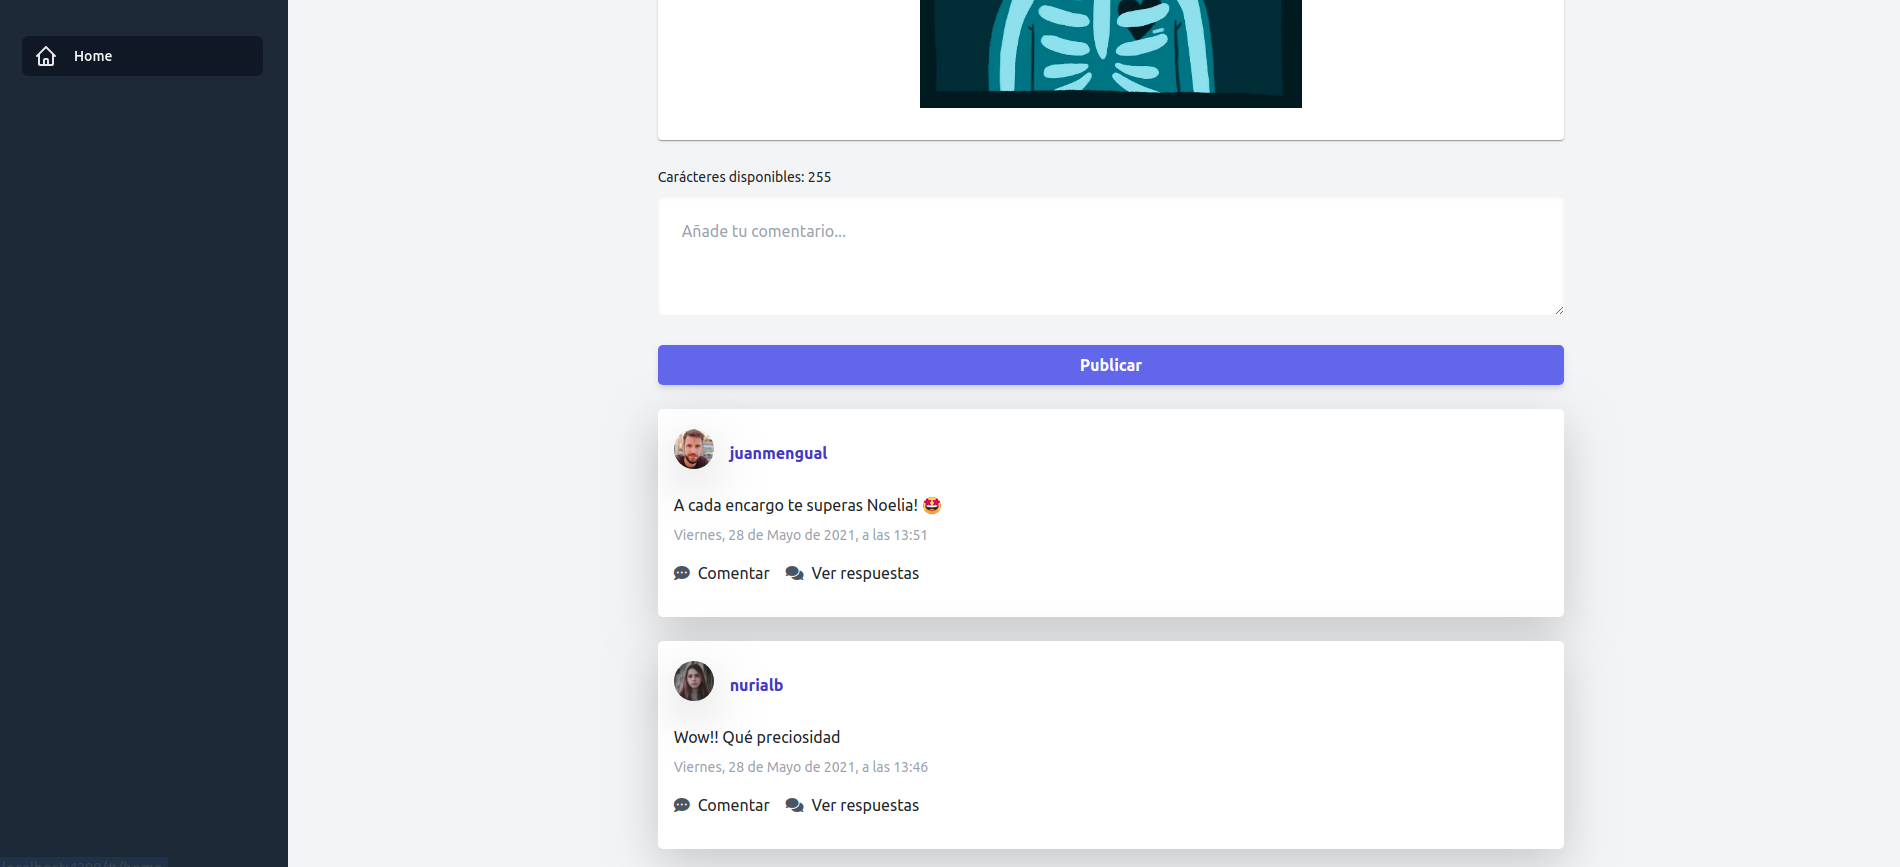 Home
Carácteres disponibles: 255
Añade tu comentario...
Publicar
juanmengual
A cada encargo te superas Noelia! 🤩
Viernes, 28 de Mayo de 2021, a las 13:51
Comentar Ver respuestas
nurialb
Wow!! Qué preciosidad
Viernes, 28 de Mayo de 2021, a las 13:46
Comentar Ver respuestas